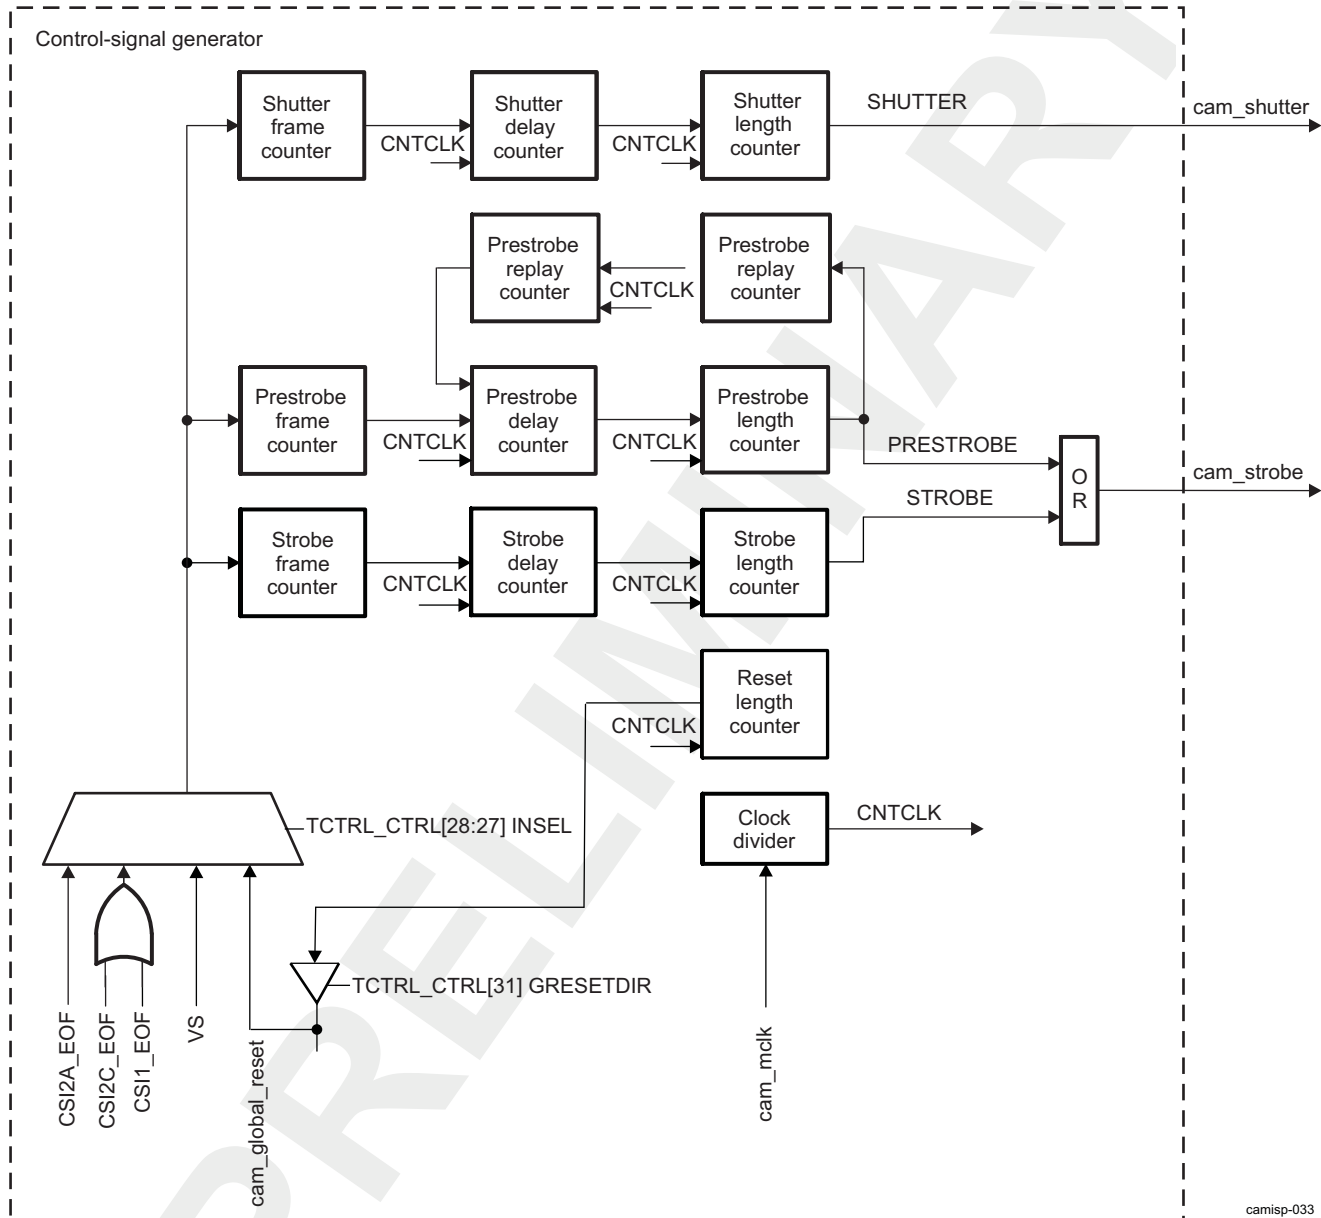 Control-signal generator
Shutter
frame
counter
CNTCLK
Shutter
delay
counter
CNTCLK
Shutter
length
counter
SHUTTER
cam_shutter
Prestrobe
replay
counter
CNTCLK
Prestrobe
replay
counter
Prestrobe
frame
counter
CNTCLK
Prestrobe
delay
counter
CNTCLK
Prestrobe
length
counter
PRESTROBE
STROBE
O
R
cam_strobe
Strobe
frame
counter
CNTCLK
Strobe
delay
counter
CNTCLK
Strobe
length
counter
CNTCLK
Reset
length
counter
TCTRL_CTRL[28:27] INSEL
Clock
divider
CNTCLK
TCTRL_CTRL[31] GRESETDIR
CSI2A_EOF
CSI2C_EOF
CSI1_EOF
VS
cam_global_reset
cam_mclk
PRELIMINARY
camisp-033